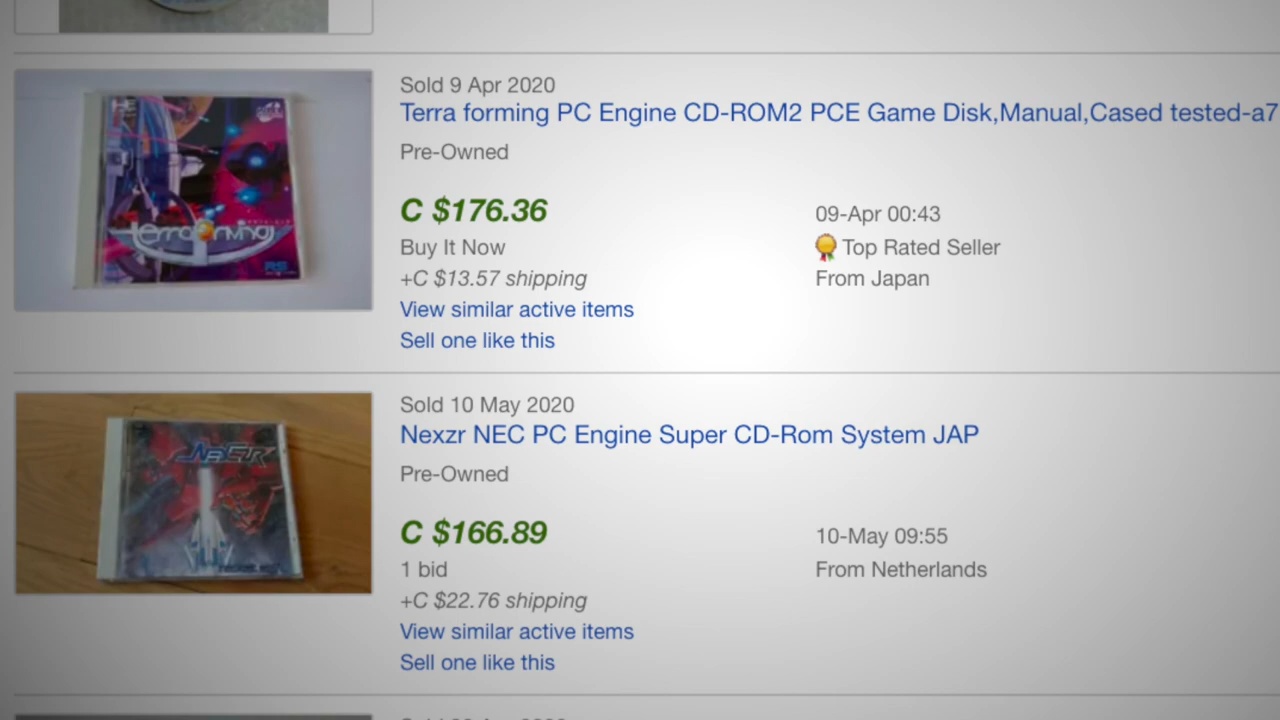 Sold 9 Apr 2020
Terra forming PC Engine CD-ROM2 PCE Game Disk,Manual,Cased tested-a7
Pre-Owned
C $176.36
09-Apr 00:43
Buy It Now
Top Rated Seller
+C $13.57 shipping
From Japan
View similar active items
Sell one like this
terraforming
Sold 10 May 2020
Nexzr NEC PC Engine Super CD-Rom System JAP
Pre-Owned
C $166.89
10-May 09:55
1 bid
From Netherlands
+C $22.76 shipping
View similar active items
Sell one like this
NEXZR